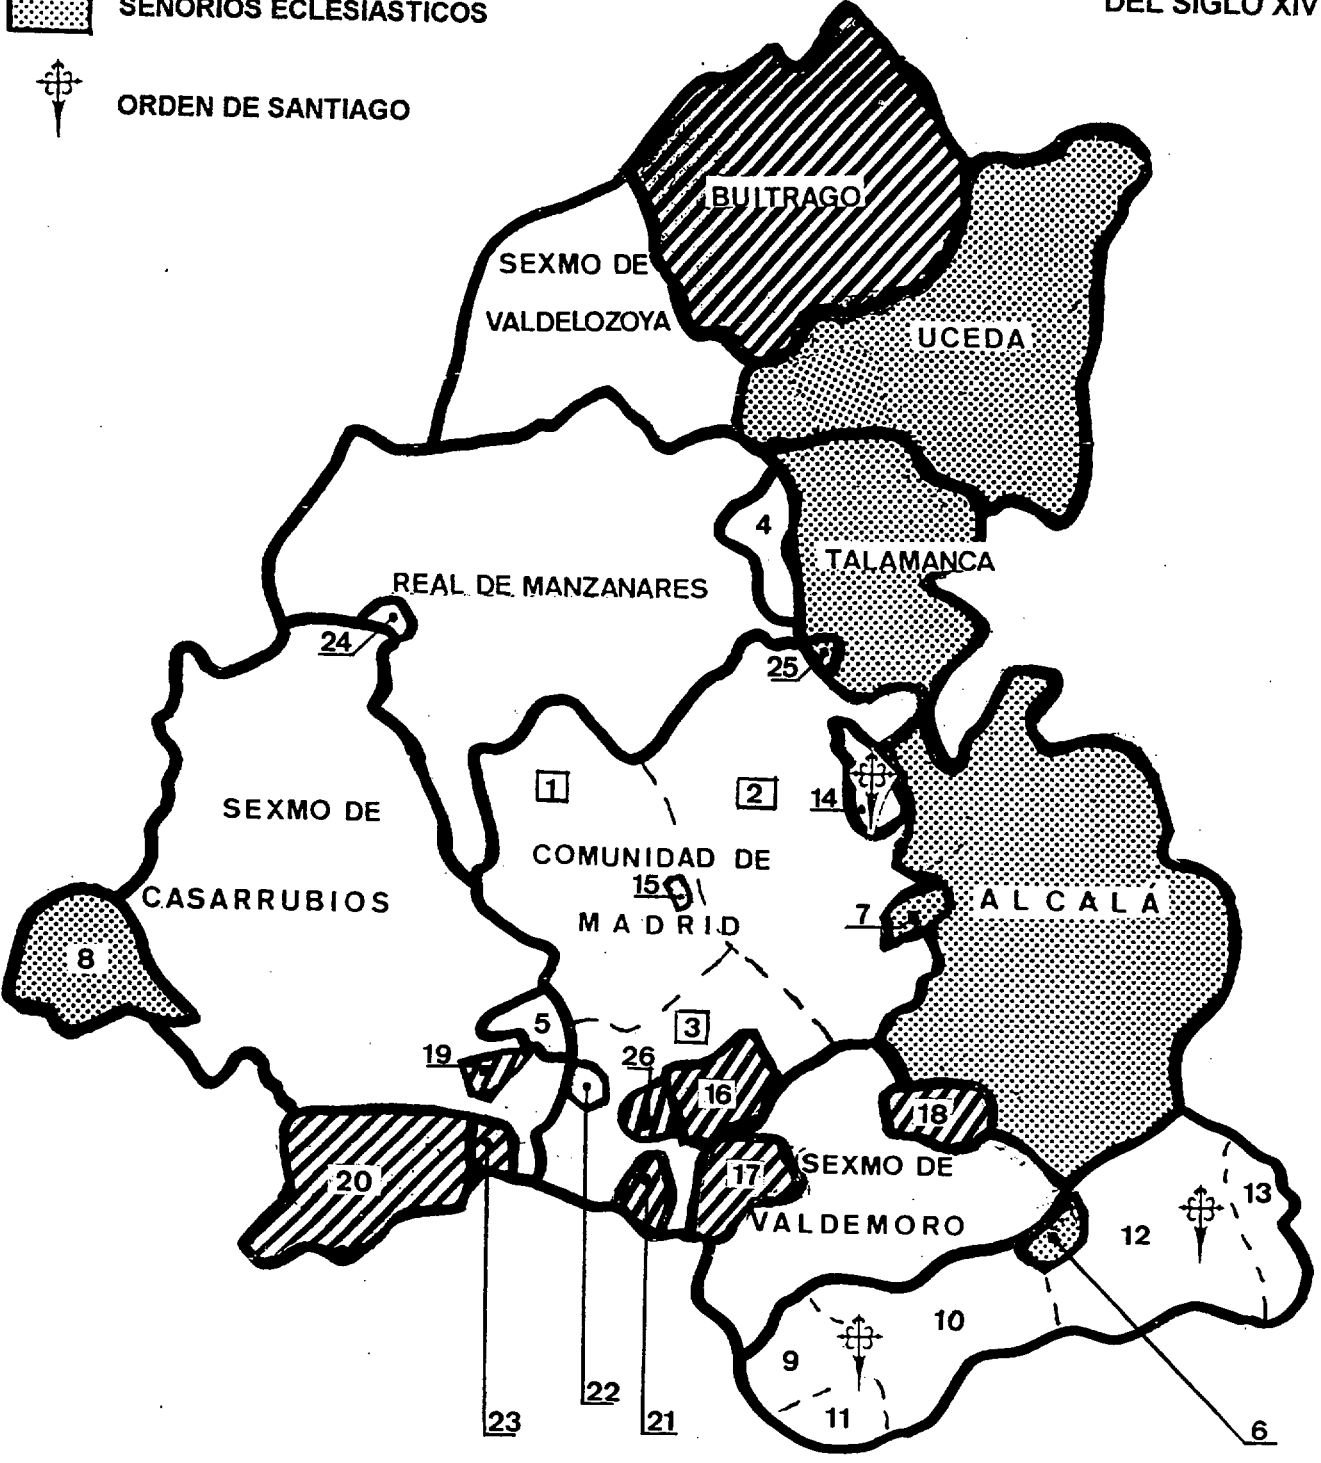 SEÑORIOS ECLESIASTICOS
DEL SIGLO XIV
ORDEN DE SANTIAGO
BUITRAGO
SEXMO DE
VALDELOZOYA
UCEDA
4
TALAMANCA
REAL DE MANZANARES
24
25
1
2
14
SEXMO DE
CASARRUBIOS
COMUNIDAD DE
MADRID
15
7
ALCALÁ
8
5
3
19
26
16
18
20
17
SEXMO DE
VALDEMORO
12
13
10
9
11
23
22
21
6